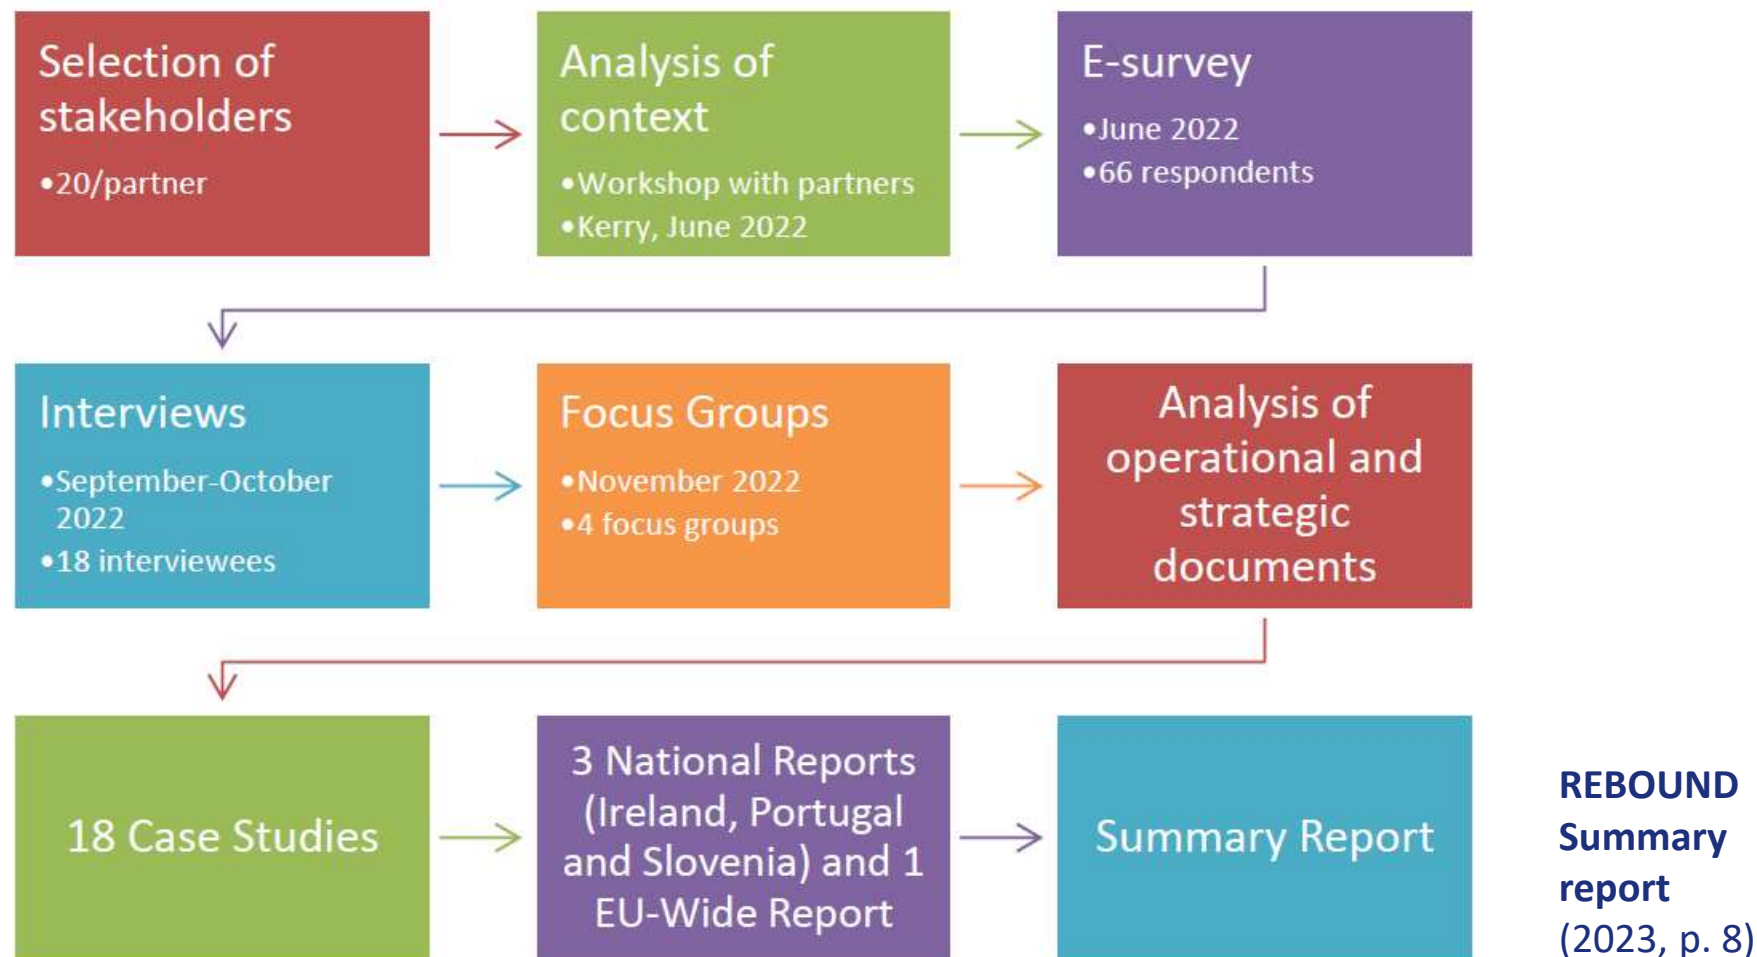 Selection of
stakeholders
•20/partner
Analysis of
context
•Workshop with partners
•Kerry, June 2022
E-survey
•June 2022
•66 respondents
Interviews
•September-October
2022
•18 interviewees
Focus Groups
•November 2022
•4 focus groups
Analysis of
operational and
strategic
documents
18 Case Studies
3 National Reports
(Ireland, Portugal
and Slovenia) and 1
EU-Wide Report
Summary Report
REBOUND
Summary
report
(2023, p. 8)